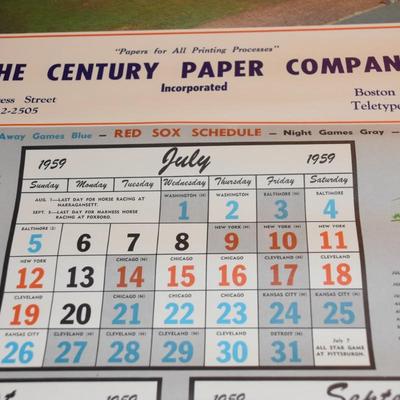 "Papers for All Printing Processes"
HE CENTURY PAPER COMPAN
Incorporated
ess Street
2-2505
Boston
Teletype
Away Games Blue – RED SOX SCHEDULE – Night Games Gray –
1959 July 1959
Sunday Monday Tuesday Wednesday Thursday Friday Saturday
AUG. 1—LAST DAY FOR HORSE RACING AT NARRAGANSETT.
SEPT. 5—LAST DAY FOR HARNESS HORSE RACING AT FOXBORO.
WASHINGTON (N) WASHINGTON BALTIMORE (N) BALTIMORE
1 2 3 4
BALTIMORE (2) NEW YORK NEW YORK NEW YORK
5 6 7 8 9 10 11
NEW YORK CHICAGO (N) CHICAGO (N) CHICAGO CLEVELAND (N) CLEVELAND
12 13 14 15 16 17 18
CLEVELAND CHICAGO (N) CHICAGO (N) CHICAGO KANSAS CITY (N) KANSAS CITY
19 20 21 22 23 24 25
KANSAS CITY CLEVELAND (N) CLEVELAND (N) CLEVELAND DETROIT (N)
26 27 28 29 30 31
July 7
ALL STAR GAME
AT PITTSBURGH.
1959 1959